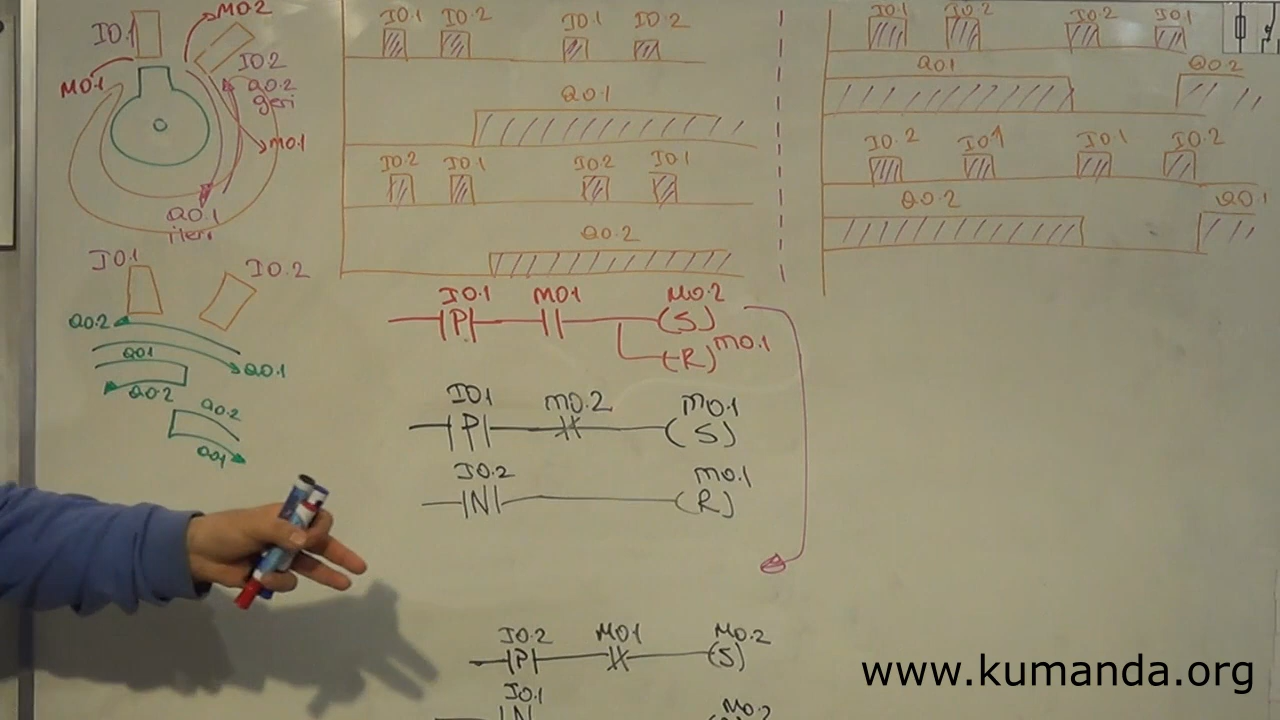 M0.2
I0.1
I0.2
M0.1
Q0.2
geri
M0.1
Q0.1
ileri
I0.1 I0.2
Q0.2
Q0.1
Q0.1
Q0.2
Q0.2
Q0.1
I0.1 I0.2 I0.1 I0.2
Q0.1
I0.2 I0.1 I0.2 I0.1
Q0.2
I0.1 I0.2 I0.2 I0.1
Q0.1 Q0.2
I0.2 I0.1 I0.1 I0.2
Q0.2 Q0.1
I0.1 M0.1 M0.2
P (S)
(R) M0.1
I0.1 M0.2 M0.1
P (S)
I0.2 M0.1
N (R)
I0.2 M0.1 M0.2
P (S)
I0.1 M0.2
N
www.kumanda.org